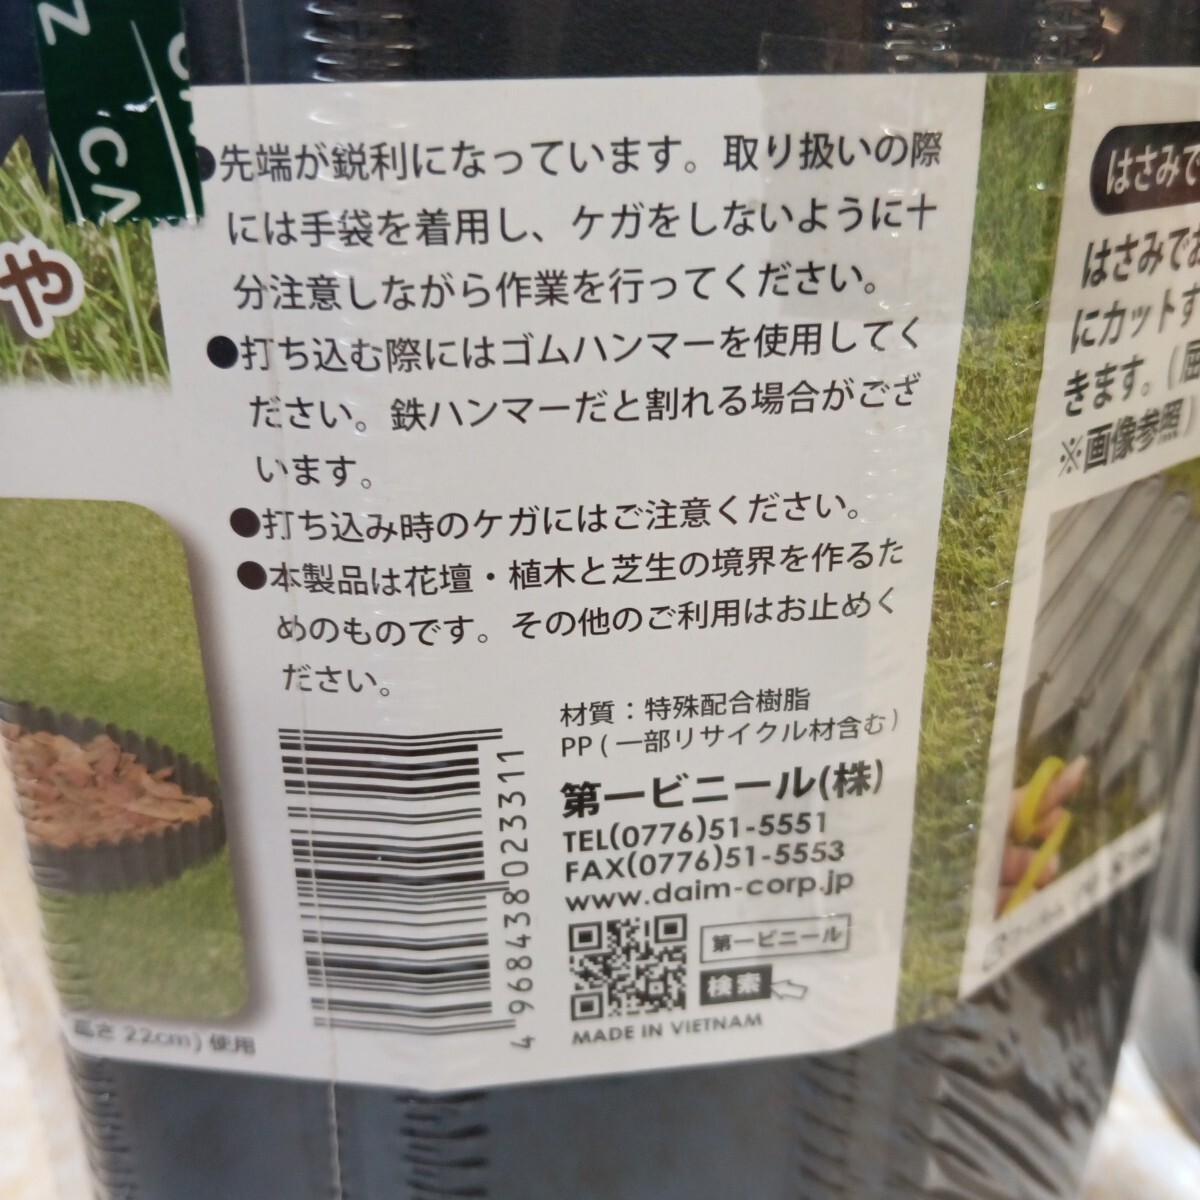 や
●先端が鋭利になっています。取り扱いの際
には手袋を着用し、ケガをしないように十
分注意しながら作業を行ってください。
●打ち込む際にはゴムハンマーを使用してく
ださい。鉄ハンマーだと割れる場合がござ
います。
●打ち込み時のケガにはご注意ください。
●本製品は花壇・植木と芝生の境界を作るた
めのものです。その他のご利用はお止めく
ださい。
材質：特殊配合樹脂
PP(一部リサイクル材含む)
第一ビニール(株)
TEL(0776)51-5551
FAX(0776)51-5553
www.daim-corp.jp
第一ビニール
検索
MADE IN VIETNAM
4968438023311
高さ 22cm) 使用
はさみで
はさみでお
にカットす
きます。(屈
※画像参照)